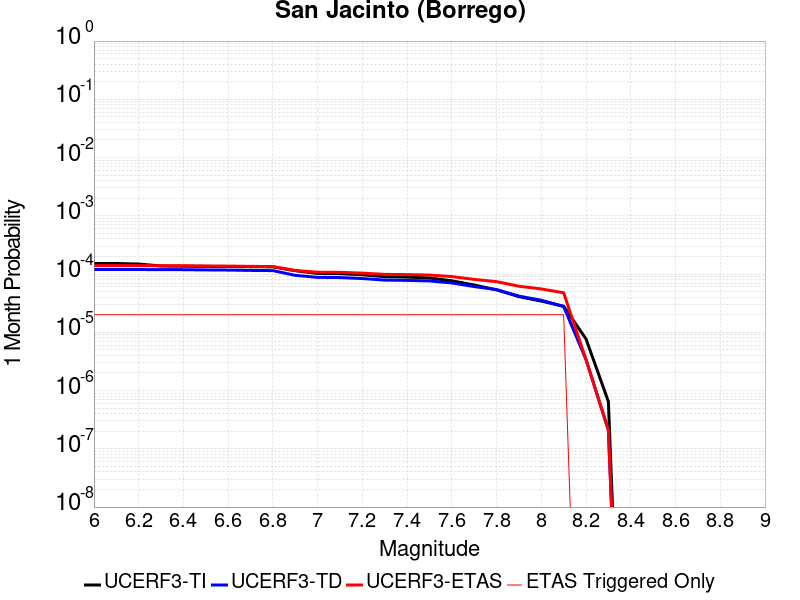 San Jacinto (Borrego)
10^0
10^-1
10^-2
10^-3
10^-4
10^-5
10^-6
10^-7
10^-8
1 Month Probability
6 6.2 6.4 6.6 6.8 7 7.2 7.4 7.6 7.8 8 8.2 8.4 8.6 8.8 9
Magnitude
UCERF3-TI UCERF3-TD UCERF3-ETAS ETAS Triggered Only